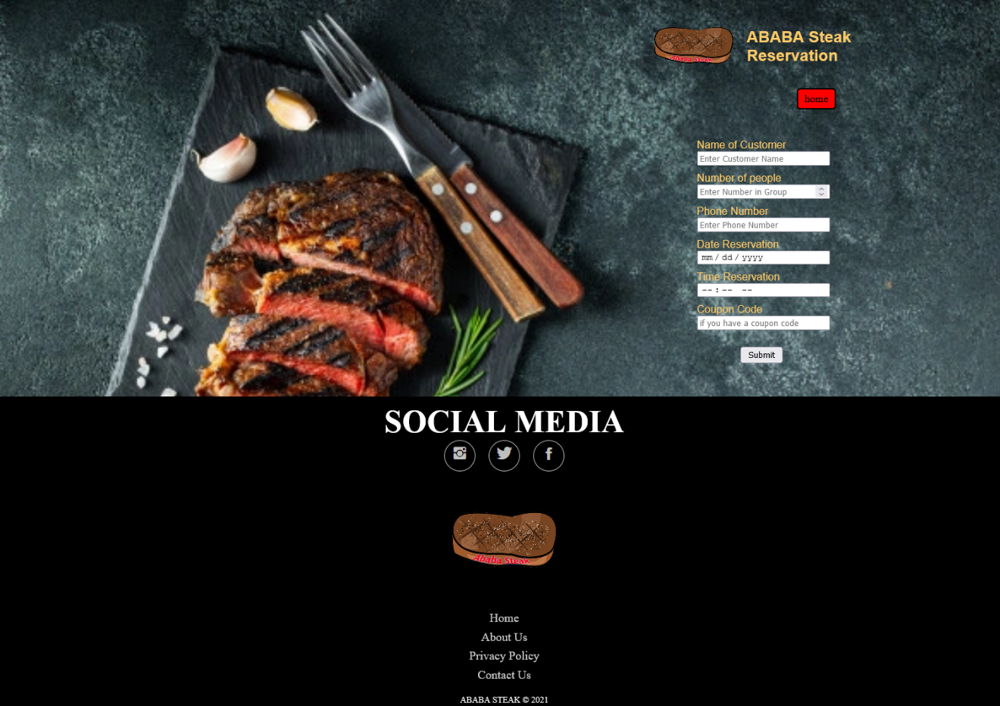 Ababa Steak
ABABA Steak
Reservation
home
Name of Customer
Enter Customer Name
Number of people
Enter Number in Group
Phone Number
Enter Phone Number
Date Reservation
mm / dd / yyyy
Time Reservation
-- : -- --
Coupon Code
if you have a coupon code
Submit
SOCIAL MEDIA
f
Ababa Steak
Home
About Us
Privacy Policy
Contact Us
ABABA STEAK © 2021